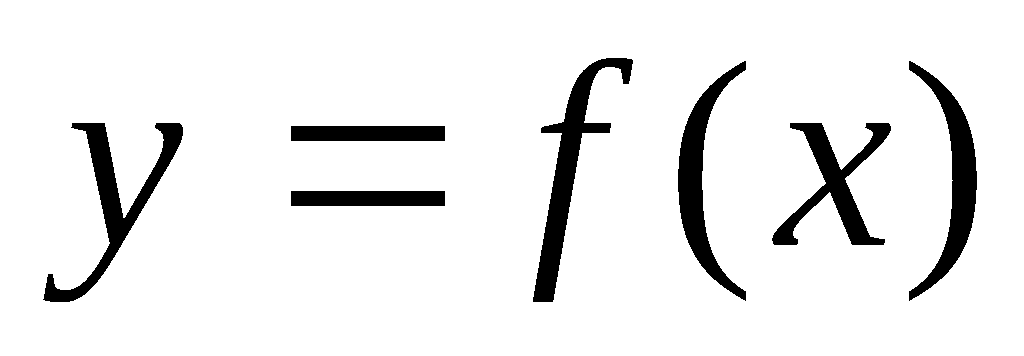 y = f(x)